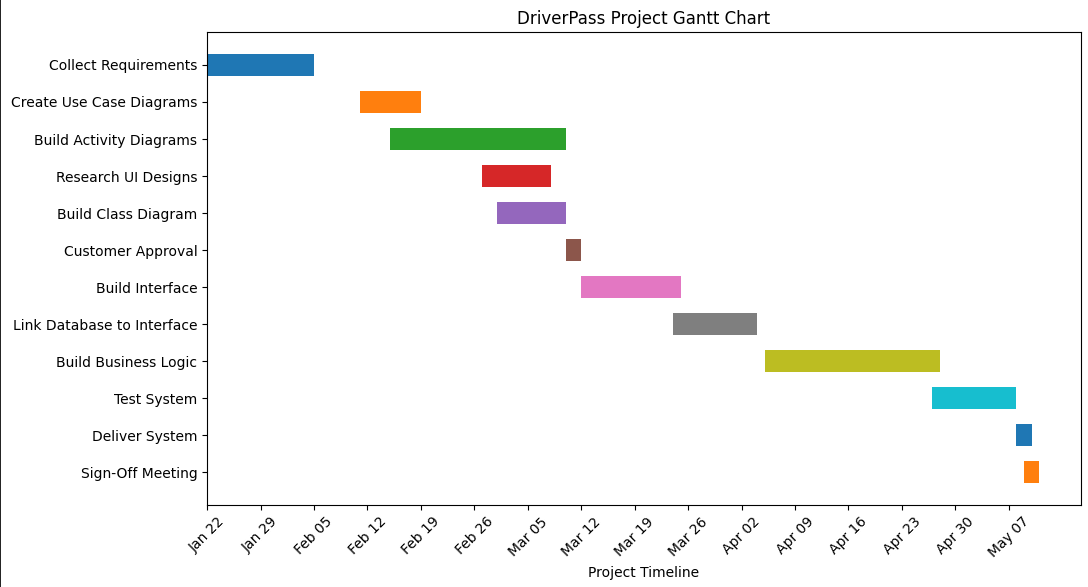 DriverPass Project Gantt Chart
Collect Requirements
Create Use Case Diagrams
Build Activity Diagrams
Research UI Designs
Build Class Diagram
Customer Approval
Build Interface
Link Database to Interface
Build Business Logic
Test System
Deliver System
Sign-Off Meeting
Jan 22
Jan 29
Feb 05
Feb 12
Feb 19
Feb 26
Mar 05
Mar 12
Mar 19
Mar 26
Apr 02
Apr 09
Apr 16
Apr 23
Apr 30
May 07
Project Timeline